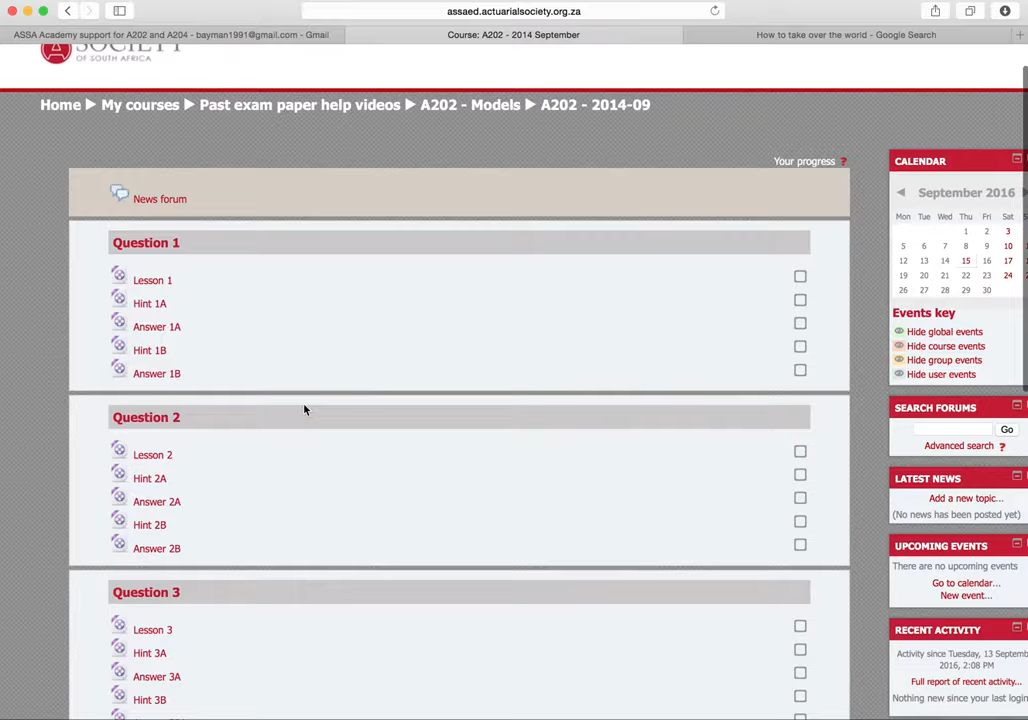 assaed.actuarialsociety.org.za
ASSA Academy support for A202 and A204 - bayman1991@gmail.com - Gmail
Course: A202 - 2014 September
How to take over the world - Google Search
SOCIETY
OF SOUTH AFRICA
Home ▶ My courses ▶ Past exam paper help videos ▶ A202 - Models ▶ A202 - 2014-09
Your progress ?
News forum
Question 1
Lesson 1
Hint 1A
Answer 1A
Hint 1B
Answer 1B
Question 2
Lesson 2
Hint 2A
Answer 2A
Hint 2B
Answer 2B
Question 3
Lesson 3
Hint 3A
Answer 3A
Hint 3B
CALENDAR
◀ September 2016
Mon Tue Wed Thu Fri Sat
1 2 3
5 6 7 8 9 10
12 13 14 15 16 17
19 20 21 22 23 24
26 27 28 29 30
Events key
Hide global events
Hide course events
Hide group events
Hide user events
SEARCH FORUMS
Go
Advanced search ?
LATEST NEWS
Add a new topic...
(No news has been posted yet)
UPCOMING EVENTS
There are no upcoming events
Go to calendar...
New event...
RECENT ACTIVITY
Activity since Tuesday, 13 Septemb
2016, 2:08 PM
Full report of recent activity...
Nothing new since your last login